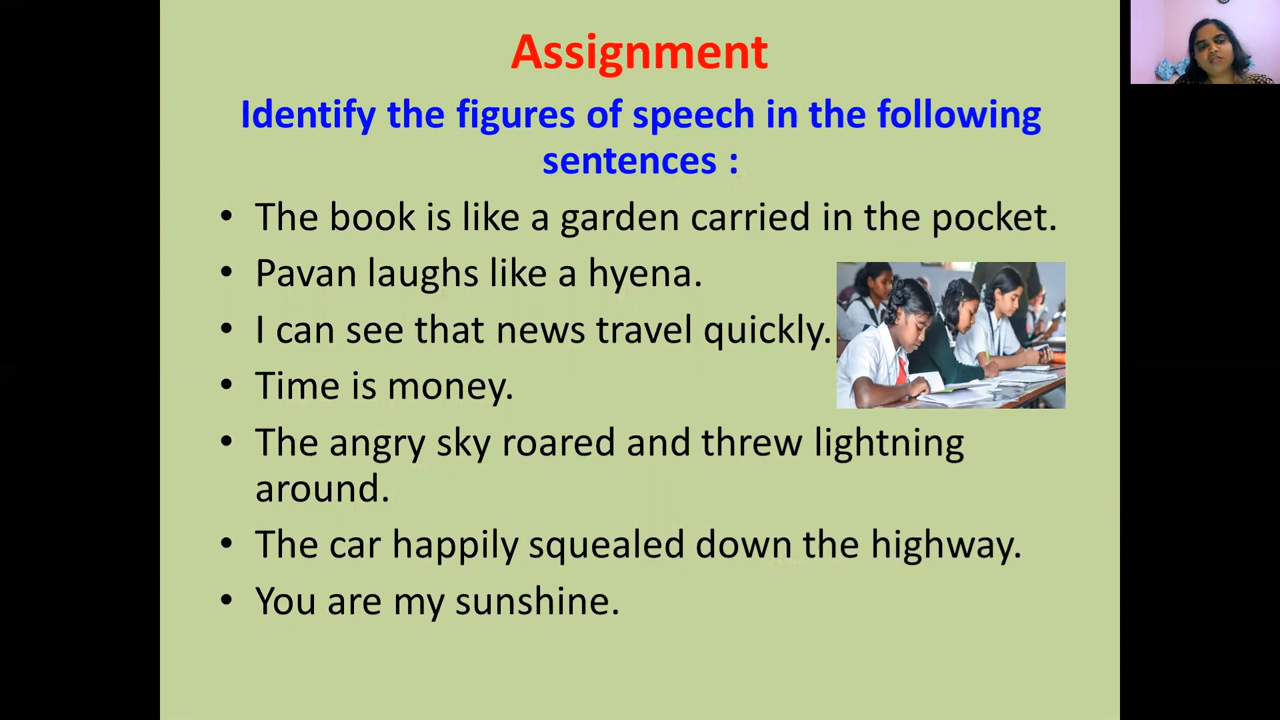 Assignment
Identify the figures of speech in the following
sentences :
• The book is like a garden carried in the pocket.
• Pavan laughs like a hyena.
• I can see that news travel quickly.
• Time is money.
• The angry sky roared and threw lightning
around.
• The car happily squealed down the highway.
• You are my sunshine.